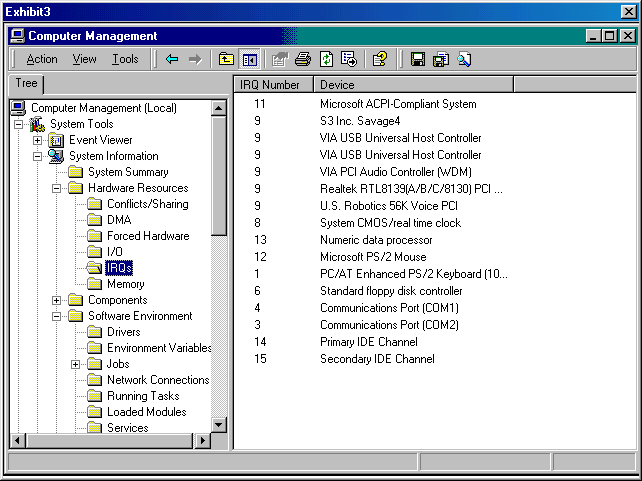 Exhibit3
Computer Management
Action View Tools
Tree
Computer Management (Local)
System Tools
Event Viewer
System Information
System Summary
Hardware Resources
Conflicts/Sharing
DMA
Forced Hardware
I/O
IRQs
Memory
Components
Software Environment
Drivers
Environment Variables
Jobs
Network Connections
Running Tasks
Loaded Modules
Services
IRQ Number Device
11 Microsoft ACPI-Compliant System
9 S3 Inc. Savage4
9 VIA USB Universal Host Controller
9 VIA USB Universal Host Controller
9 VIA PCI Audio Controller (WDM)
9 Realtek RTL8139(A/B/C/8130) PCI ...
9 U.S. Robotics 56K Voice PCI
8 System CMOS/real time clock
13 Numeric data processor
12 Microsoft PS/2 Mouse
1 PC/AT Enhanced PS/2 Keyboard (10...
6 Standard floppy disk controller
4 Communications Port (COM1)
3 Communications Port (COM2)
14 Primary IDE Channel
15 Secondary IDE Channel